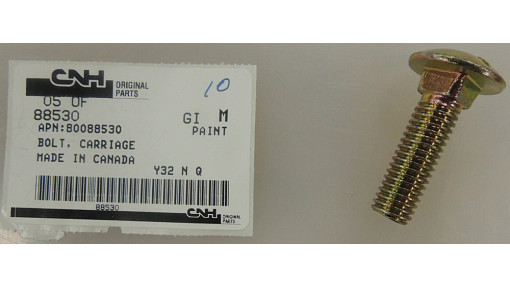 CNH ORIGINAL PARTS
10
05 OF
88530 GI M
APN:80088530 PAINT
BOLT, CARRIAGE
MADE IN CANADA
Y32 N Q
88530
CNH ORIGINAL PARTS